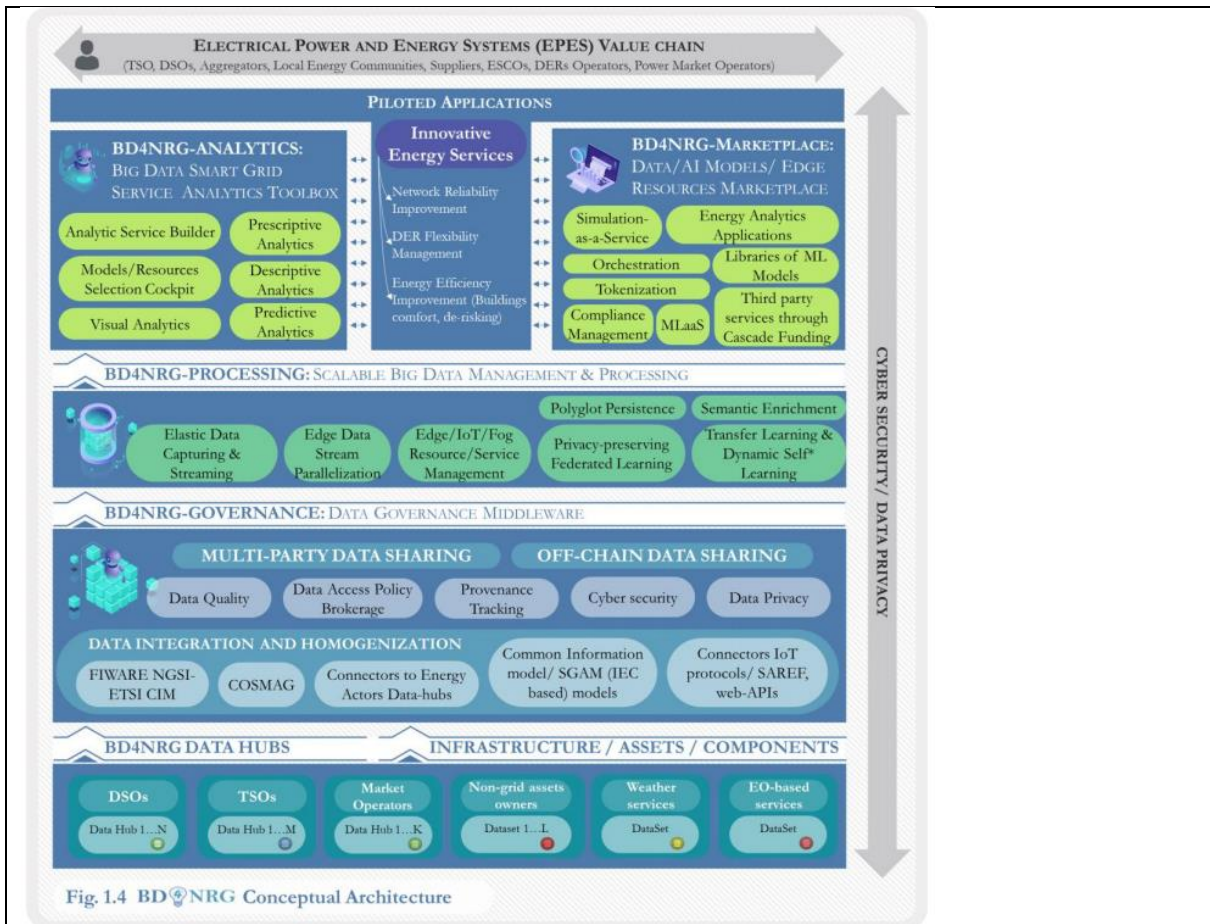 ELECTRICAL POWER AND ENERGY SYSTEMS (EPES) VALUE CHAIN
(TSO, DSOs, Aggregators, Local Energy Communities, Suppliers, ESCOs, DERs Operators, Power Market Operators)
PILOTED APPLICATIONS
BD4NRG-ANALYTICS:
BIG DATA SMART GRID
SERVICE ANALYTICS TOOLBOX
Analytic Service Builder
Prescriptive
Analytics
Models/Resources
Selection Cockpit
Descriptive
Analytics
Visual Analytics
Predictive
Analytics
Innovative
Energy Services
Network Reliability
Improvement
DER Flexibility
Management
Energy Efficiency
Improvement (Buildings
comfort, de-risking)
BD4NRG-MARKETPLACE:
DATA/AI MODELS/ EDGE
RESOURCES MARKETPLACE
Simulation-
as-a-Service
Energy Analytics
Applications
Orchestration
Libraries of ML
Models
Tokenization
Compliance
Management
MLaaS
Third party
services through
Cascade Funding
BD4NRG-PROCESSING: SCALABLE BIG DATA MANAGEMENT & PROCESSING
Polyglot Persistence
Semantic Enrichment
Elastic Data
Capturing &
Streaming
Edge Data
Stream
Parallelization
Edge/IoT/Fog
Resource/Service
Management
Privacy-preserving
Federated Learning
Transfer Learning &
Dynamic Self*
Learning
BD4NRG-GOVERNANCE: DATA GOVERNANCE MIDDLEWARE
MULTI-PARTY DATA SHARING
OFF-CHAIN DATA SHARING
Data Quality
Data Access Policy
Brokerage
Provenance
Tracking
Cyber security
Data Privacy
DATA INTEGRATION AND HOMOGENIZATION
FIWARE NGSI-
ETSI CIM
COSMAG
Connectors to Energy
Actors Data-hubs
Common Information
model/ SGAM (IEC
based) models
Connectors IoT
protocols/ SAREF,
web-APIs
BD4NRG DATA HUBS
INFRASTRUCTURE / ASSETS / COMPONENTS
DSOs
Data Hub 1…N
TSOs
Data Hub 1…M
Market
Operators
Data Hub 1…K
Non-grid assets
owners
Dataset 1…L
Weather
services
DataSet
EO-based
services
DataSet
CYBER SECURITY/ DATA PRIVACY
Fig. 1.4 BD4NRG Conceptual Architecture